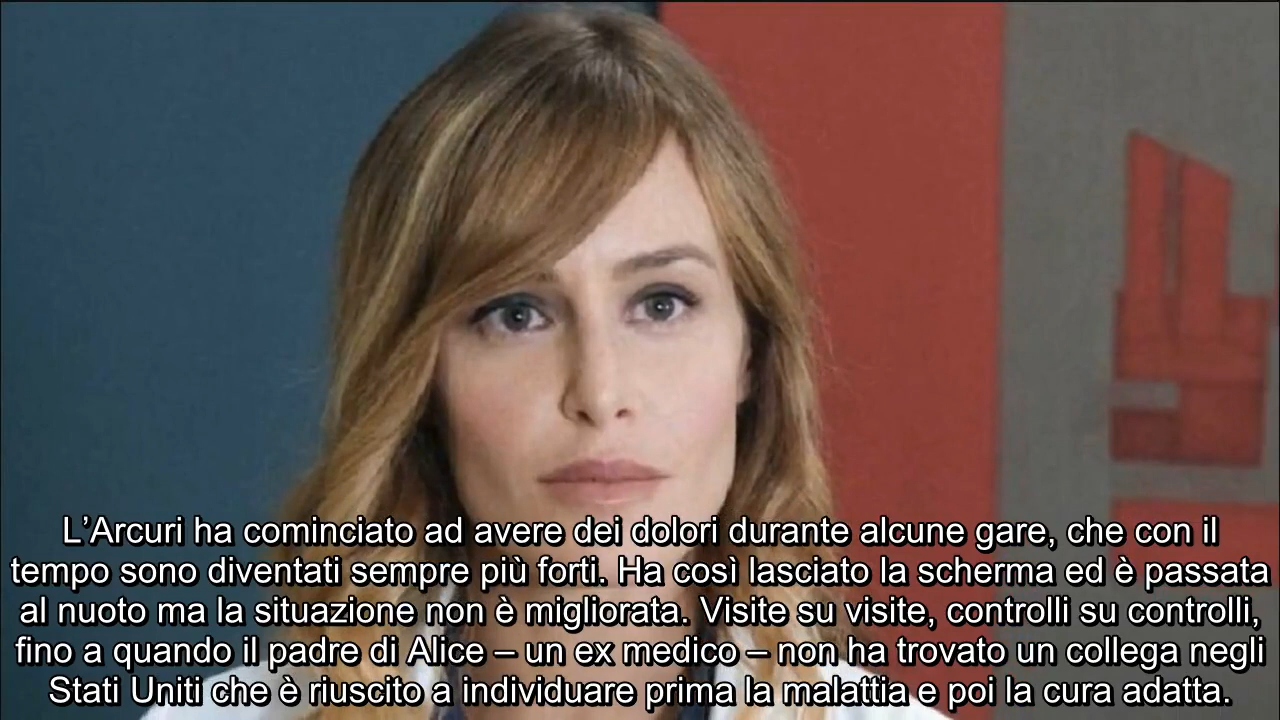 L’Arcuri ha cominciato ad avere dei dolori durante alcune gare, che con il
tempo sono diventati sempre più forti. Ha così lasciato la scherma ed è passata
al nuoto ma la situazione non è migliorata. Visite su visite, controlli su controlli,
fino a quando il padre di Alice – un ex medico – non ha trovato un collega negli
Stati Uniti che è riuscito a individuare prima la malattia e poi la cura adatta.